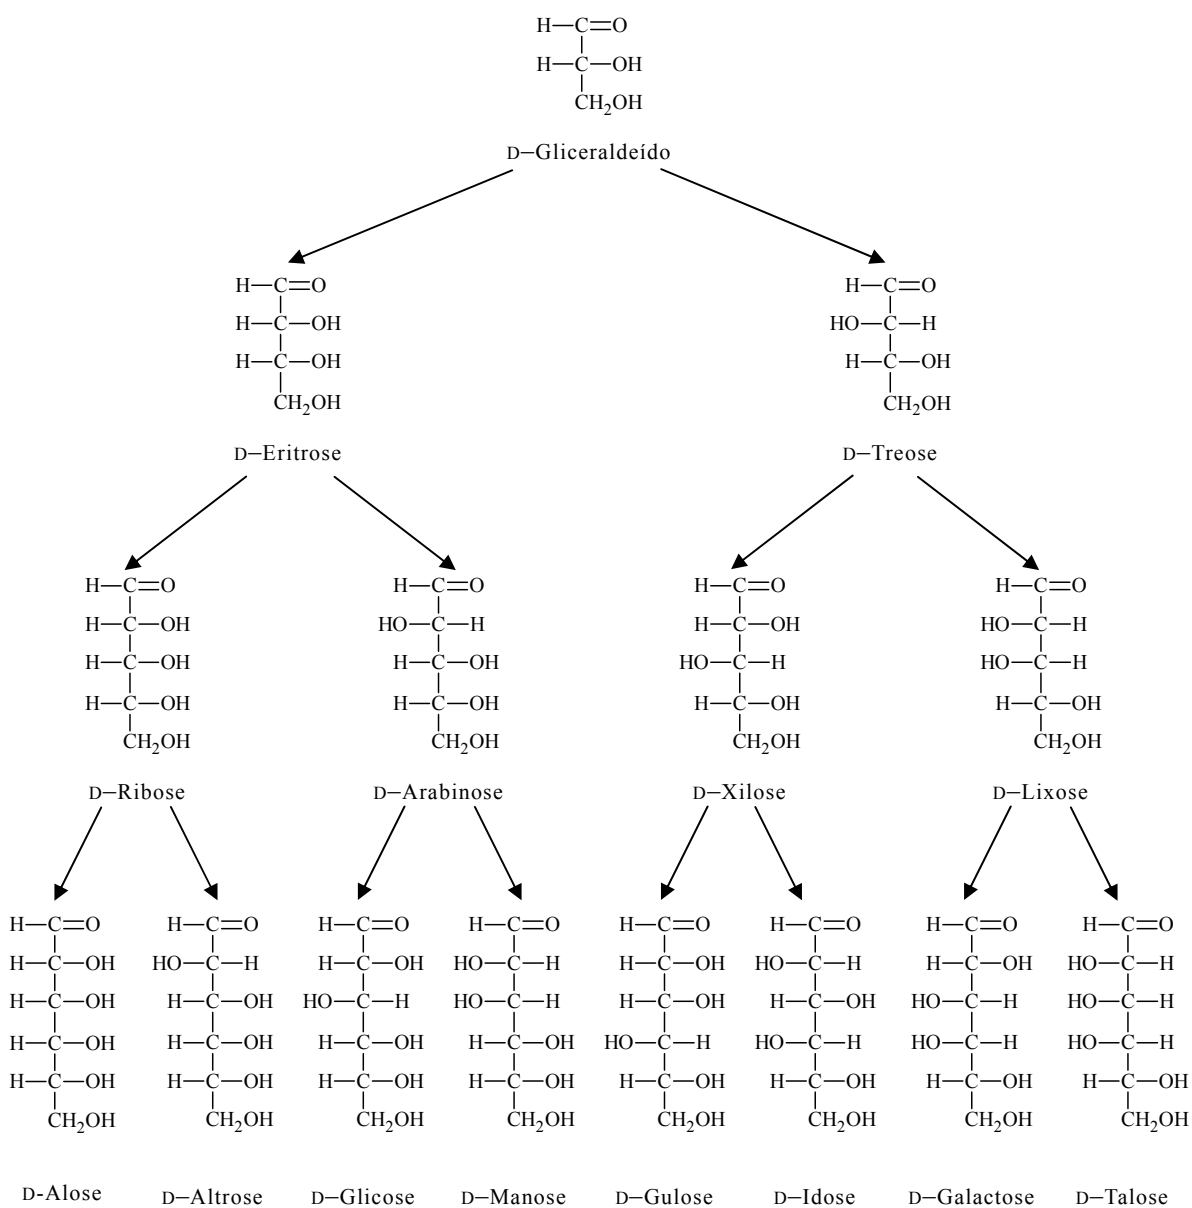 H—C=O
H—C—OH
CH2OH
D–Gliceraldeído
H—C=O H—C=O
H—C—OH HO—C—H
H—C—OH H—C—OH
CH2OH CH2OH
D–Eritrose D–Treose
H—C=O H—C=O H—C=O H—C=O
H—C—OH HO—C—H H—C—OH HO—C—H
H—C—OH H—C—OH HO—C—H HO—C—H
H—C—OH H—C—OH H—C—OH H—C—OH
CH2OH CH2OH CH2OH CH2OH
D–Ribose D–Arabinose D–Xilose D–Lixose
H—C=O H—C=O H—C=O H—C=O H—C=O H—C=O H—C=O H—C=O
H—C—OH HO—C—H H—C—OH HO—C—H H—C—OH HO—C—H H—C—OH HO—C—H
H—C—OH H—C—OH HO—C—H HO—C—H H—C—OH H—C—OH HO—C—H HO—C—H
H—C—OH H—C—OH H—C—OH H—C—OH HO—C—H HO—C—H HO—C—H HO—C—H
H—C—OH H—C—OH H—C—OH H—C—OH H—C—OH H—C—OH H—C—OH H—C—OH
CH2OH CH2OH CH2OH CH2OH CH2OH CH2OH CH2OH CH2OH
D-Alose D–Altrose D–Glicose D–Manose D–Gulose D–Idose D–Galactose D–Talose